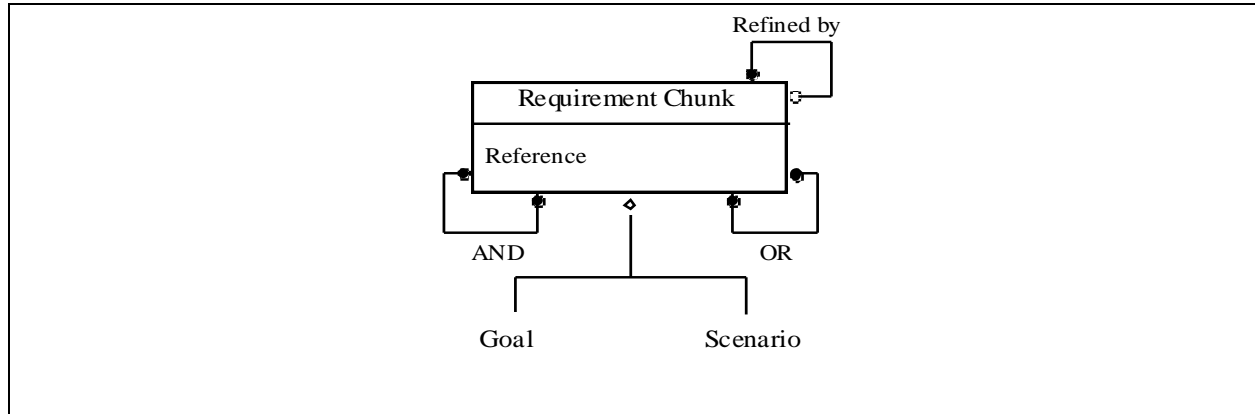 Refined by
Requirement Chunk
Reference
AND
OR
Goal
Scenario